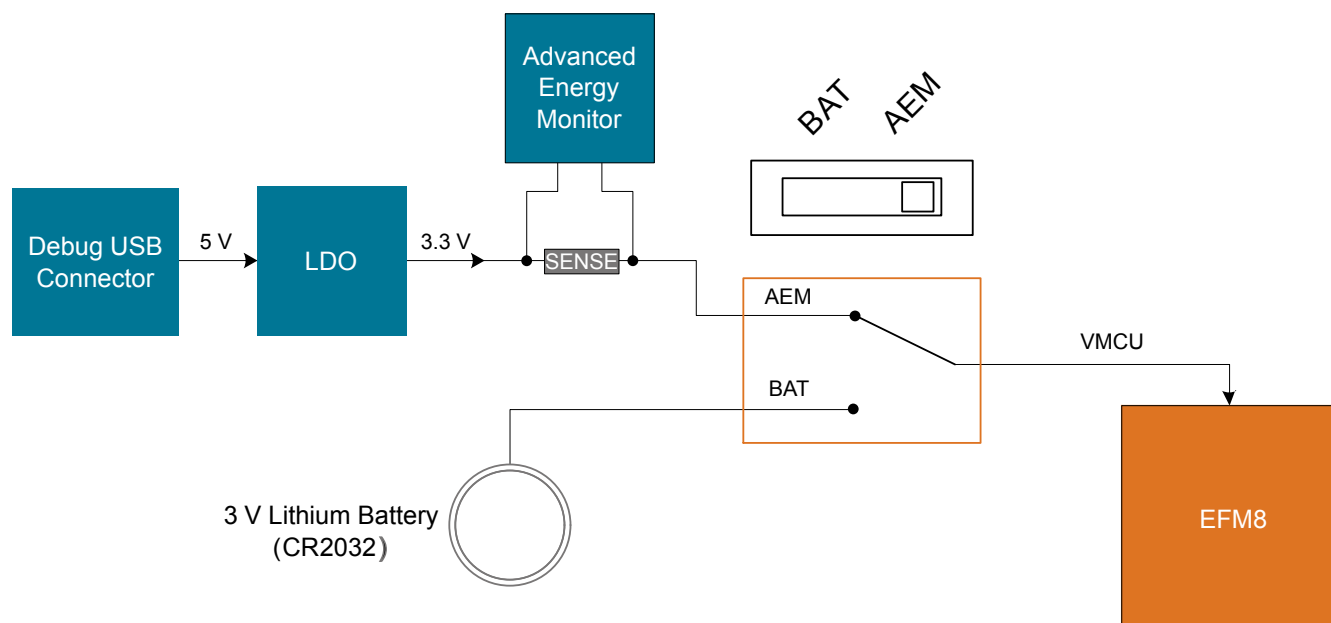 Advanced
Energy
Monitor
BAT
AEM
Debug USB
Connector
5 V
LDO
3.3 V
SENSE
AEM
VMCU
BAT
3 V Lithium Battery
(CR2032)
EFM8